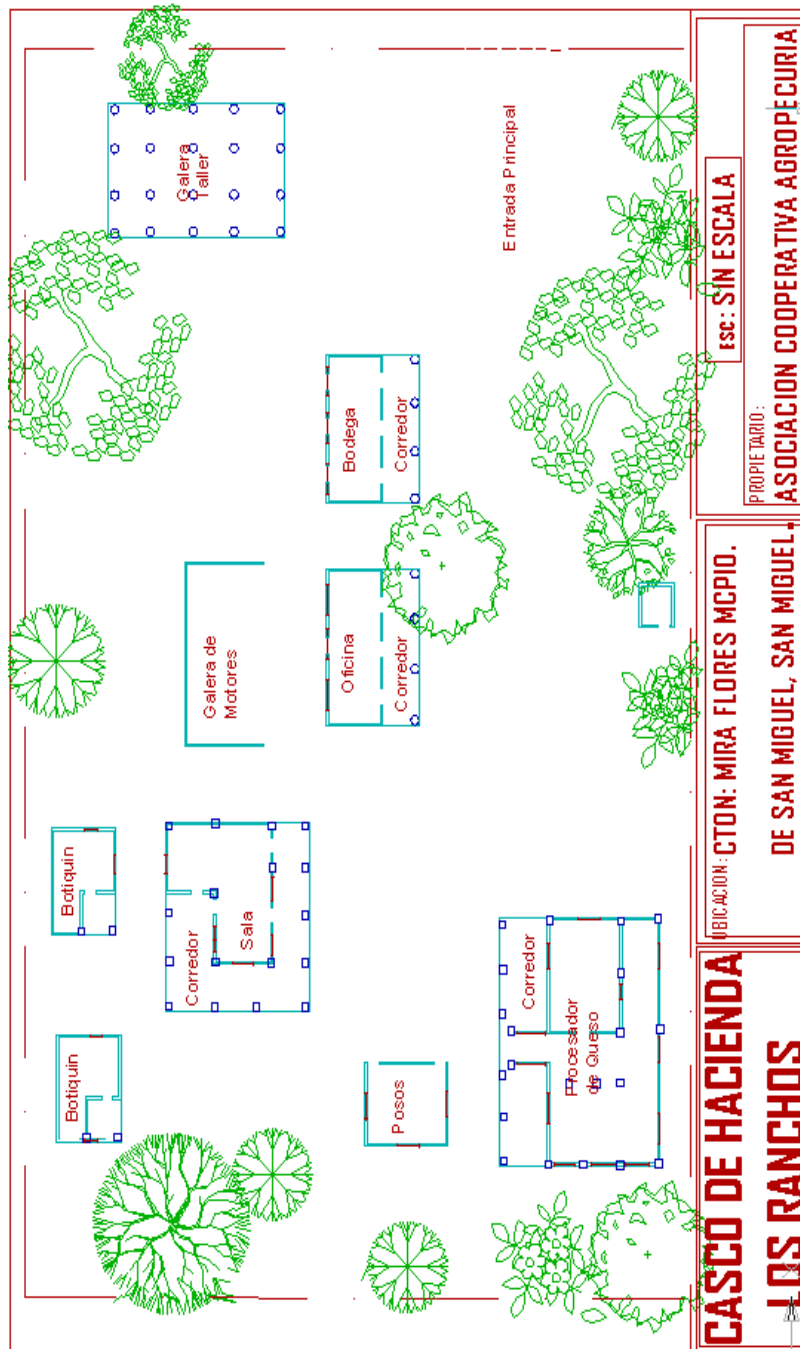 Galera
Taller
Entrada Principal
Bodega
Corredor
Galera de
Motores
Oficina
Corredor
Botiquin
Corredor
Sala
Botiquin
Posos
Corredor
Procesador
de Queso
CASCO DE HACIENDA
LOS RANCHOS
UBICACION: CTON: MIRA FLORES MCPIO.
DE SAN MIGUEL, SAN MIGUEL.
ESC: SIN ESCALA
PROPIETARIO:
ASOCIACION COOPERATIVA AGROPECURIA